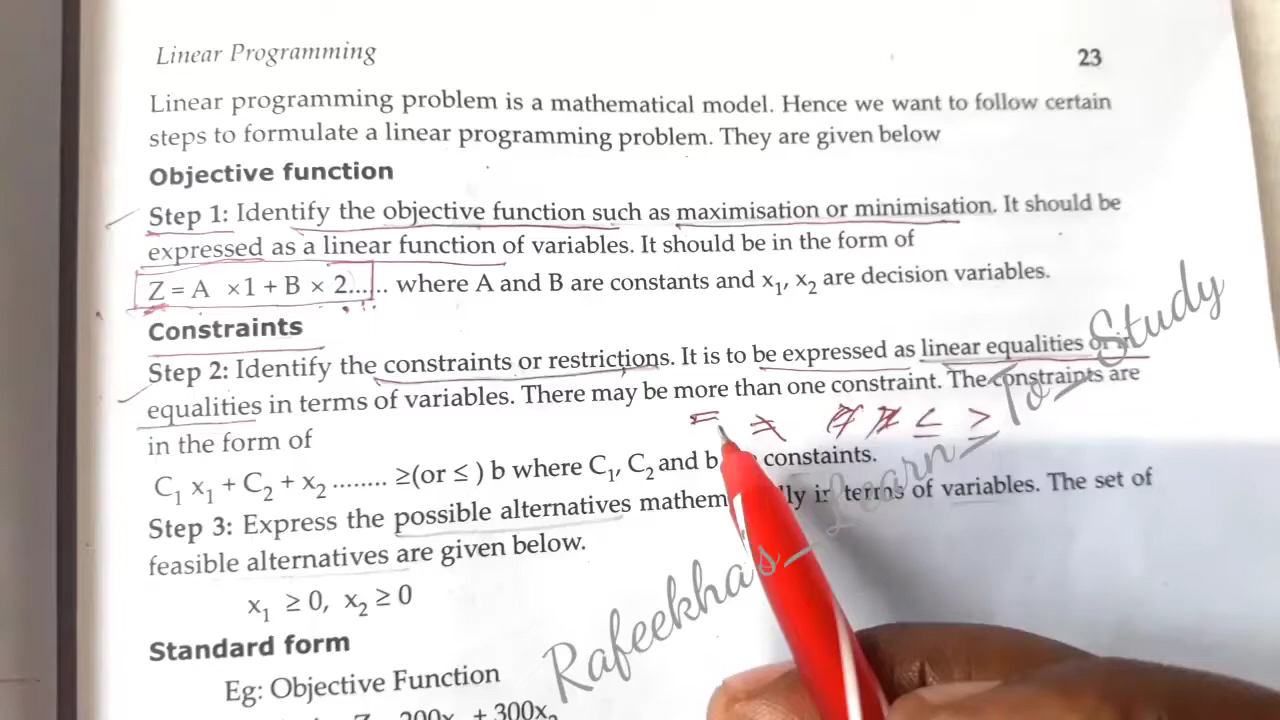 Linear Programming
23
Linear programming problem is a mathematical model. Hence we want to follow certain
steps to formulate a linear programming problem. They are given below
Objective function
Step 1: Identify the objective function such as maximisation or minimisation. It should be
expressed as a linear function of variables. It should be in the form of
Z = A ×1 + B × 2...... where A and B are constants and x₁, x₂ are decision variables.
Constraints
Step 2: Identify the constraints or restrictions. It is to be expressed as linear equalities
equalities in terms of variables. There may be more than one constraint. The constraints are
= ≠ ≤ ≥
in the form of
C₁ x₁ + C₂ + x₂ ........ ≥(or ≤ ) b where C₁, C₂ and b constaints.
Step 3: Express the possible alternatives in terms of variables. The set of
feasible alternatives are given below.
x₁ ≥ 0, x₂ ≥ 0
Standard form
Eg: Objective Function
Z 200x + 300x₂
Rafeekha's_Learn_To_Study